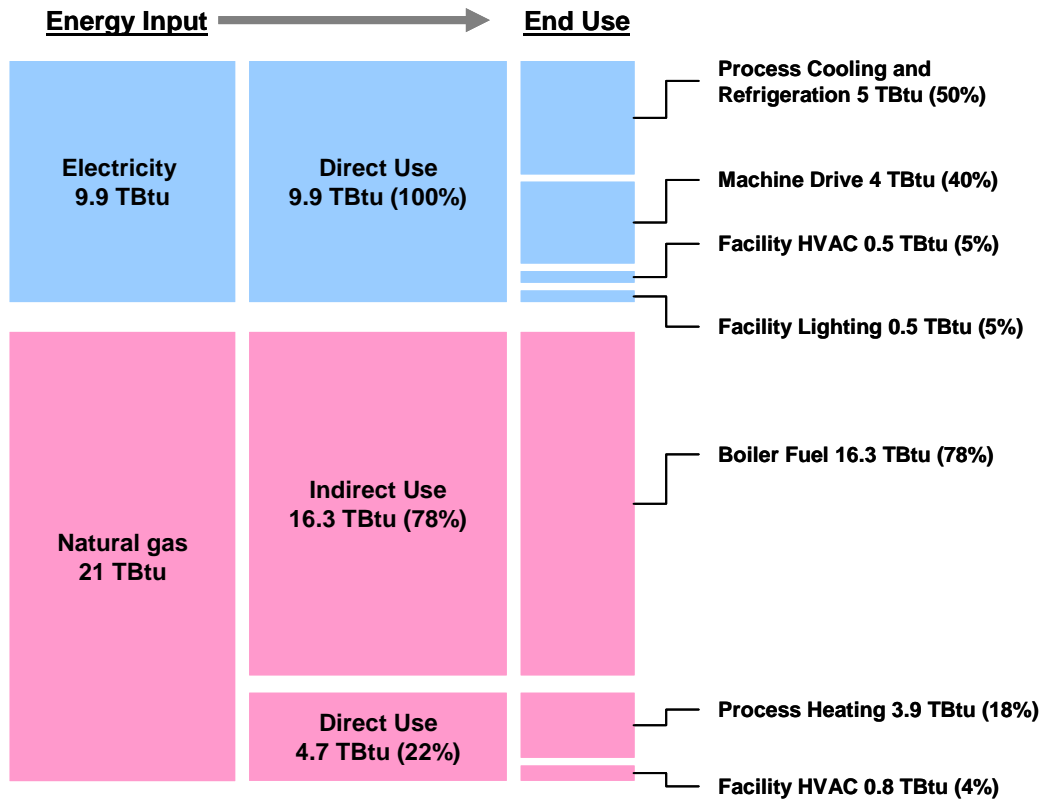 Energy Input
End Use
Process Cooling and
Refrigeration 5 TBtu (50%)
Electricity
9.9 TBtu
Direct Use
9.9 TBtu (100%)
Machine Drive 4 TBtu (40%)
Facility HVAC 0.5 TBtu (5%)
Facility Lighting 0.5 TBtu (5%)
Natural gas
21 TBtu
Indirect Use
16.3 TBtu (78%)
Boiler Fuel 16.3 TBtu (78%)
Direct Use
4.7 TBtu (22%)
Process Heating 3.9 TBtu (18%)
Facility HVAC 0.8 TBtu (4%)